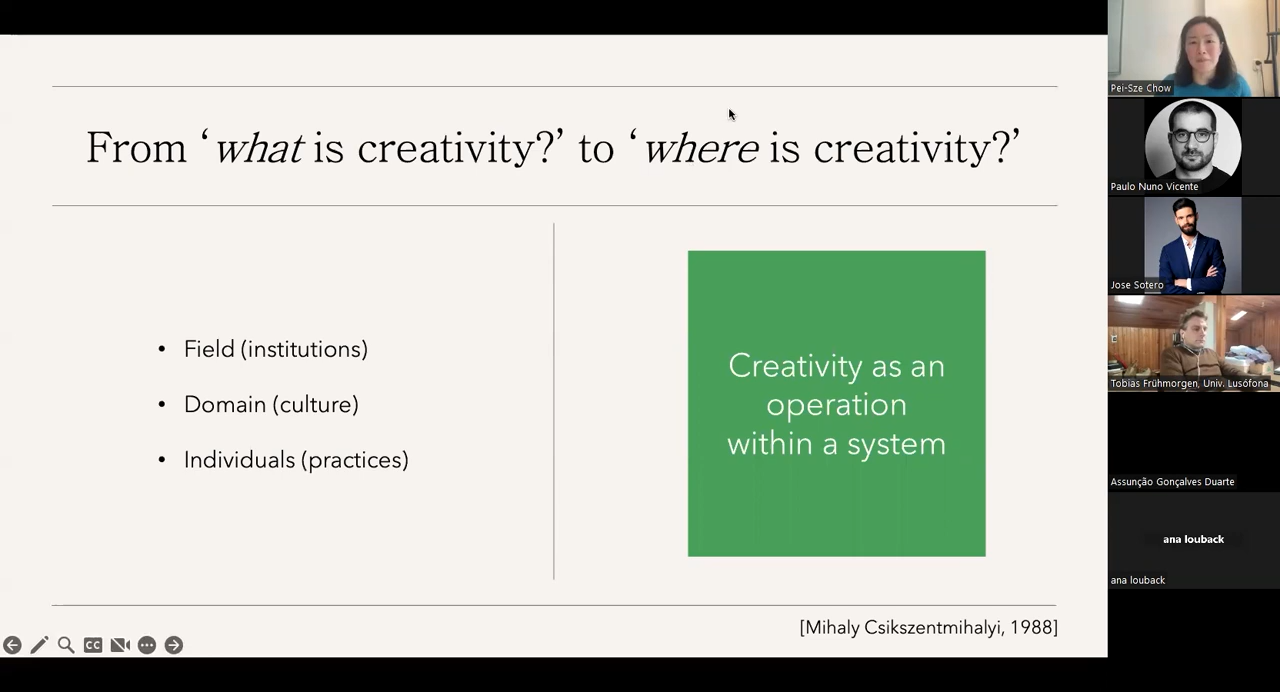 From ‘what is creativity?’ to ‘where is creativity?’
• Field (institutions)
• Domain (culture)
• Individuals (practices)
Creativity as an
operation
within a system
[Mihaly Csikszentmihalyi, 1988]
CC
Pei-Sze Chow
Paulo Nuno Vicente
Jose Sotero
Tobias Frühmorgen, Univ. Lusófona
Assunção Gonçalves Duarte
ana louback
ana louback